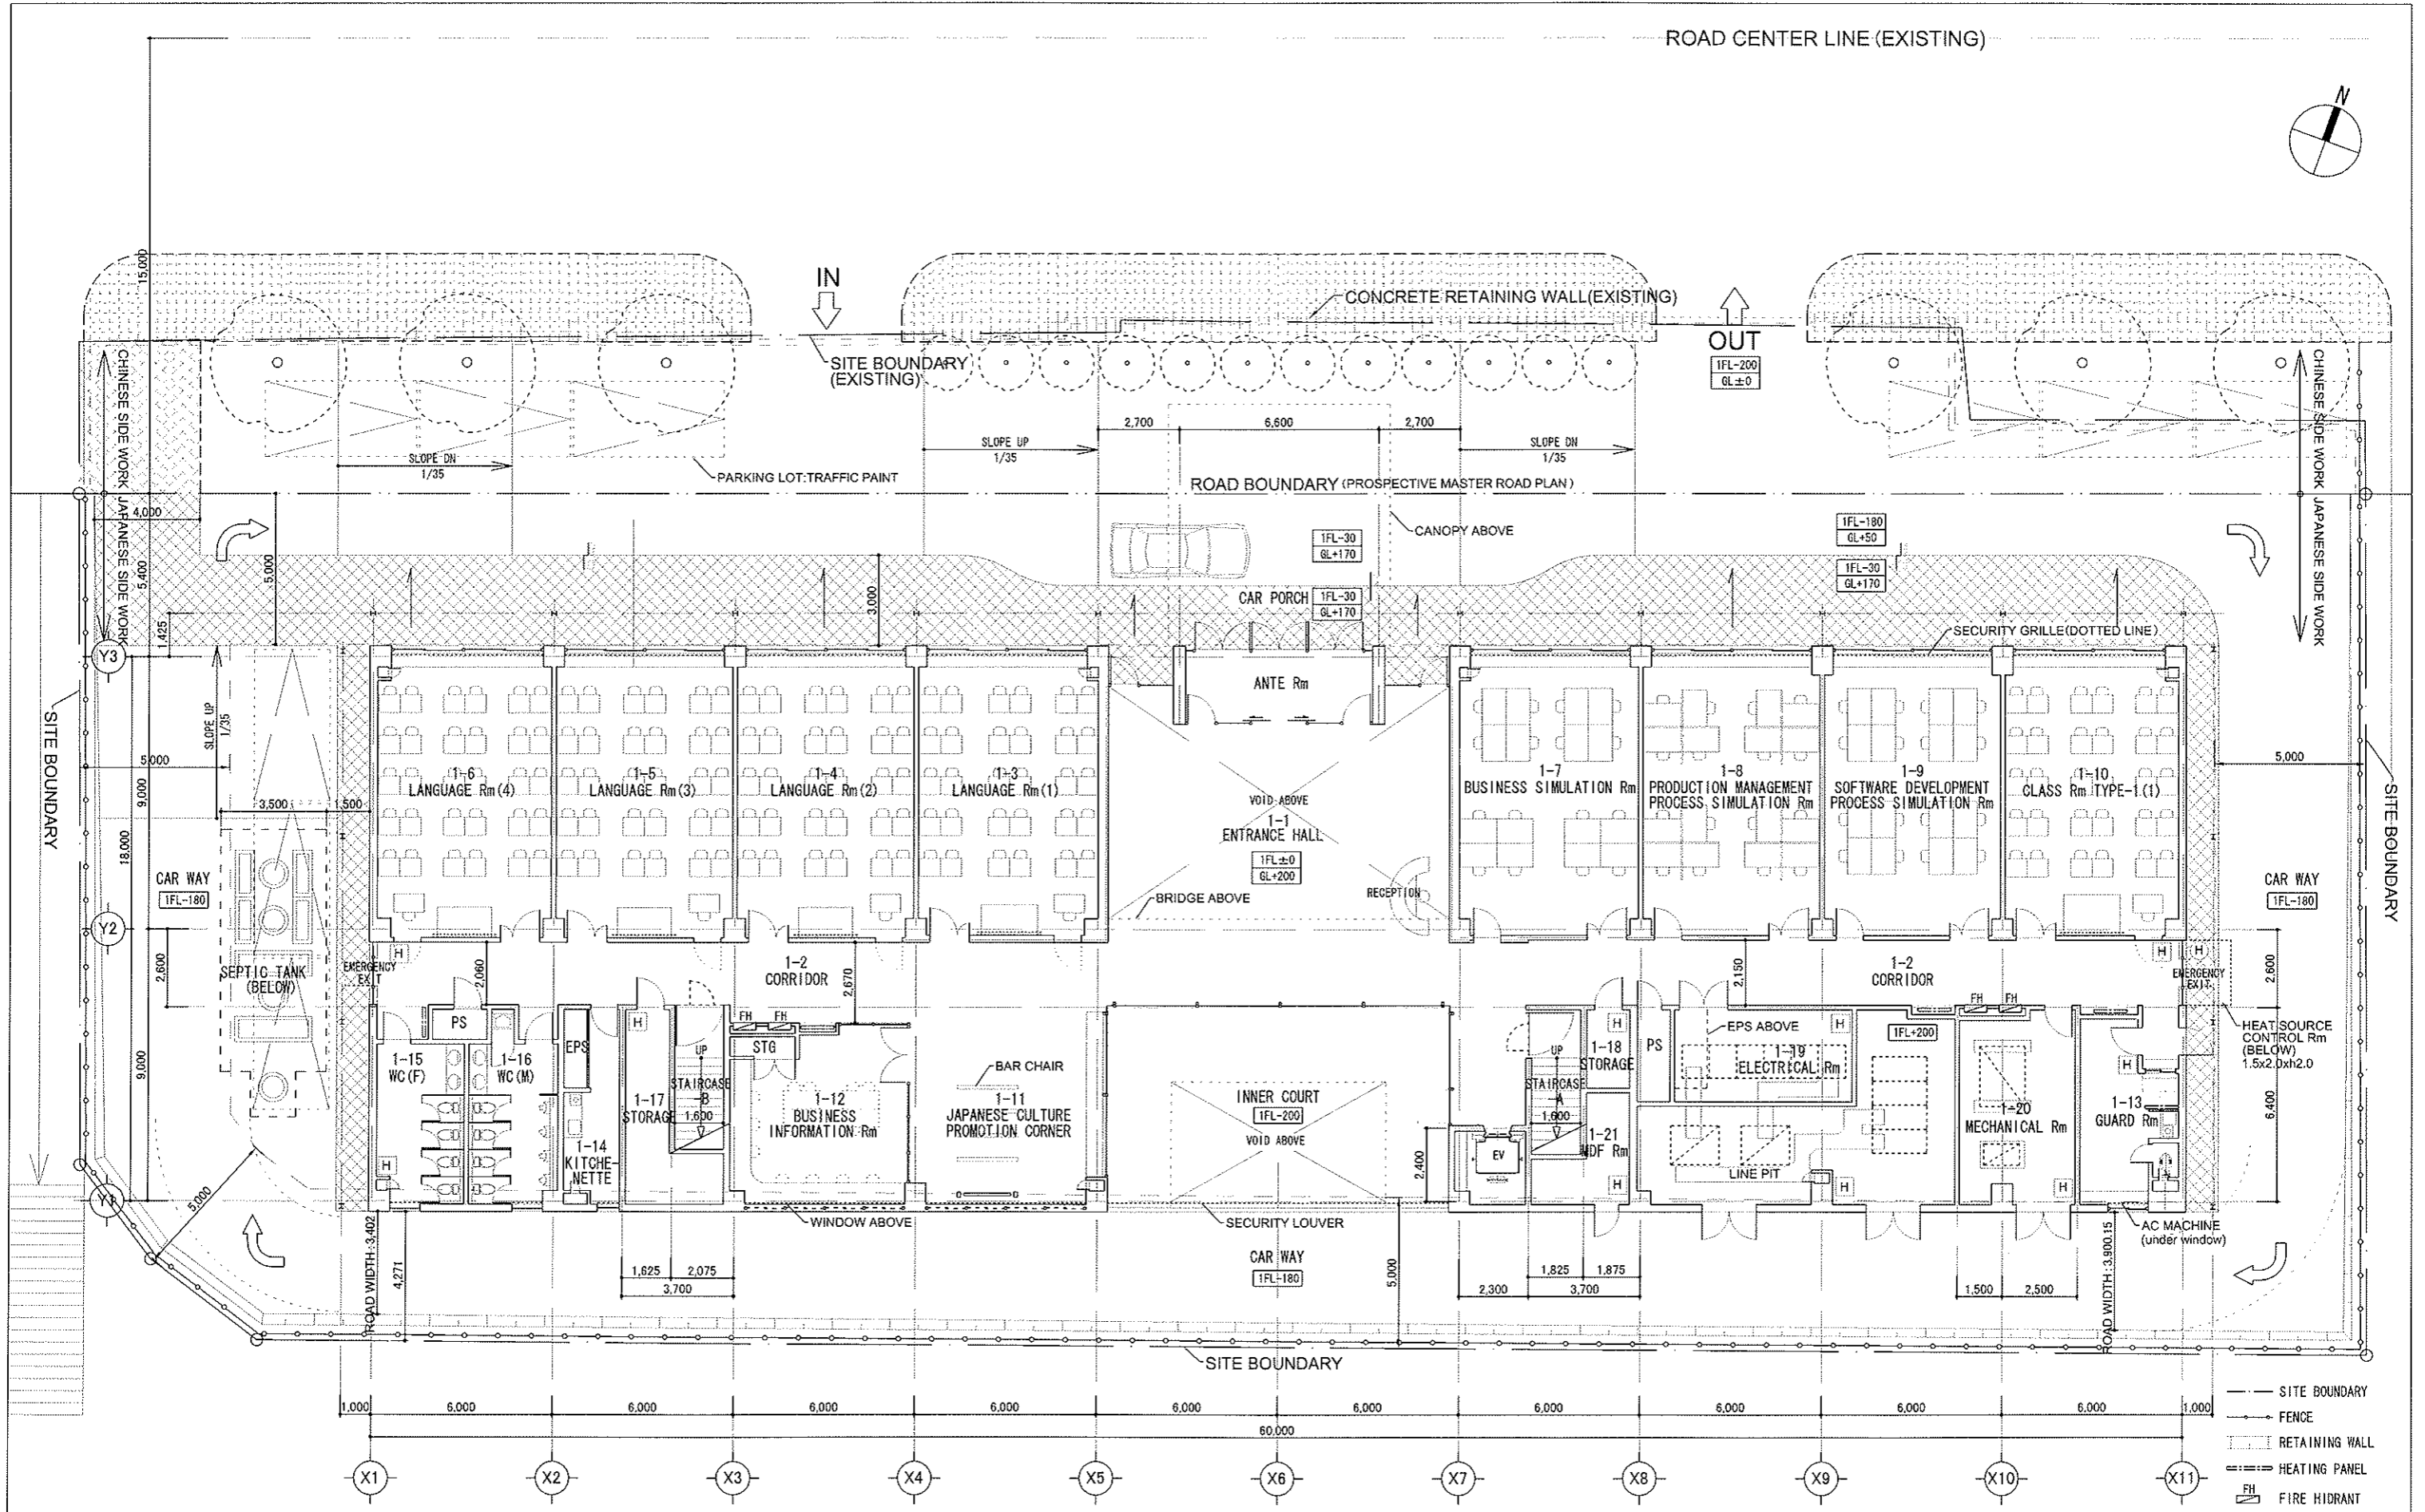 ROAD CENTER LINE (EXISTING)
N
15,000
IN
CONCRETE RETAINING WALL(EXISTING)
OUT
1FL-200
GL±0
SITE BOUNDARY
(EXISTING)
CHINESE SIDE WORK
JAPANESE SIDE WORK
CHINESE SIDE WORK
JAPANESE SIDE WORK
2,700
6,600
2,700
SLOPE DN
1/35
SLOPE UP
1/35
SLOPE DN
1/35
PARKING LOT:TRAFFIC PAINT
ROAD BOUNDARY (PROSPECTIVE MASTER ROAD PLAN)
4,000
CANOPY ABOVE
1FL-30
GL+170
1FL-180
GL+50
5,400
5,000
3,000
1FL-30
GL+170
CAR PORCH
1FL-30
GL+170
1,425
SECURITY GRILLE(DOTTED LINE)
Y3
ANTE Rm
SITE BOUNDARY
SLOPE UP
1/35
5,000
9,000
18,000
3,500
1,500
1-6
LANGUAGE Rm(4)
1-5
LANGUAGE Rm(3)
1-4
LANGUAGE Rm(2)
1-3
LANGUAGE Rm(1)
VOID ABOVE
1-1
ENTRANCE HALL
1FL±0
GL+200
1-7
BUSINESS SIMULATION Rm
1-8
PRODUCTION MANAGEMENT
PROCESS SIMULATION Rm
1-9
SOFTWARE DEVELOPMENT
PROCESS SIMULATION Rm
1-10
CLASS Rm TYPE-1(1)
5,000
SITE BOUNDARY
CAR WAY
1FL-180
RECEPTION
BRIDGE ABOVE
CAR WAY
1FL-180
Y2
2,600
SEPTIC TANK
(BELOW)
EMERGENCY
EXIT
H
2,060
1-2
CORRIDOR
2,670
2,150
1-2
CORRIDOR
H
H
EMERGENCY
EXIT
2,600
PS
EPS
H
FH
FH
STG
UP
STAIRCASE
-B
1,600
1-15
WC(F)
1-16
WC(M)
H
1-14
KITCHE-
NETTE
1-17
STORAGE
1-12
BUSINESS
INFORMATION Rm
BAR CHAIR
1-11
JAPANESE CULTURE
PROMOTION CORNER
INNER COURT
1FL-200
VOID ABOVE
2,400
EV
UP
STAIRCASE
-A
1,600
H
1-18
STORAGE
PS
1-21
MDF Rm
H
EPS ABOVE
H
1-19
ELECTRICAL Rm
1FL+200
LINE PIT
H
FH
FH
1-20
MECHANICAL Rm
H
H
1-13
GUARD Rm
HEAT SOURCE
CONTROL Rm
(BELOW)
1.5x2.0xh2.0
6,400
9,000
Y1
5,000
WINDOW ABOVE
SECURITY LOUVER
AC MACHINE
(under window)
ROAD WIDTH:3,402
4,271
1,625
2,075
3,700
CAR WAY
1FL-180
5,000
2,300
1,825
1,875
3,700
1,500
2,500
ROAD WIDTH:3,900.15
SITE BOUNDARY
1,000
6,000
6,000
6,000
6,000
6,000
6,000
6,000
6,000
6,000
6,000
1,000
60,000
X1
X2
X3
X4
X5
X6
X7
X8
X9
X10
X11
SITE BOUNDARY
FENCE
RETAINING WALL
HEATING PANEL
FH
FIRE HIDRANT